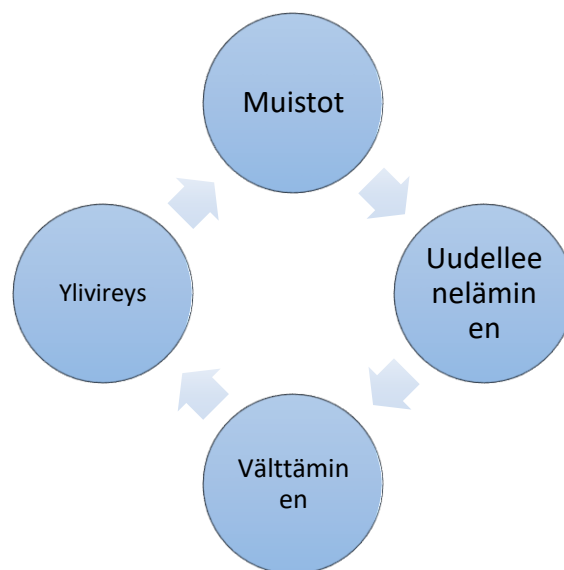 Muistot
Uudellee
nelämin
en
Ylivireys
Välttämin
en